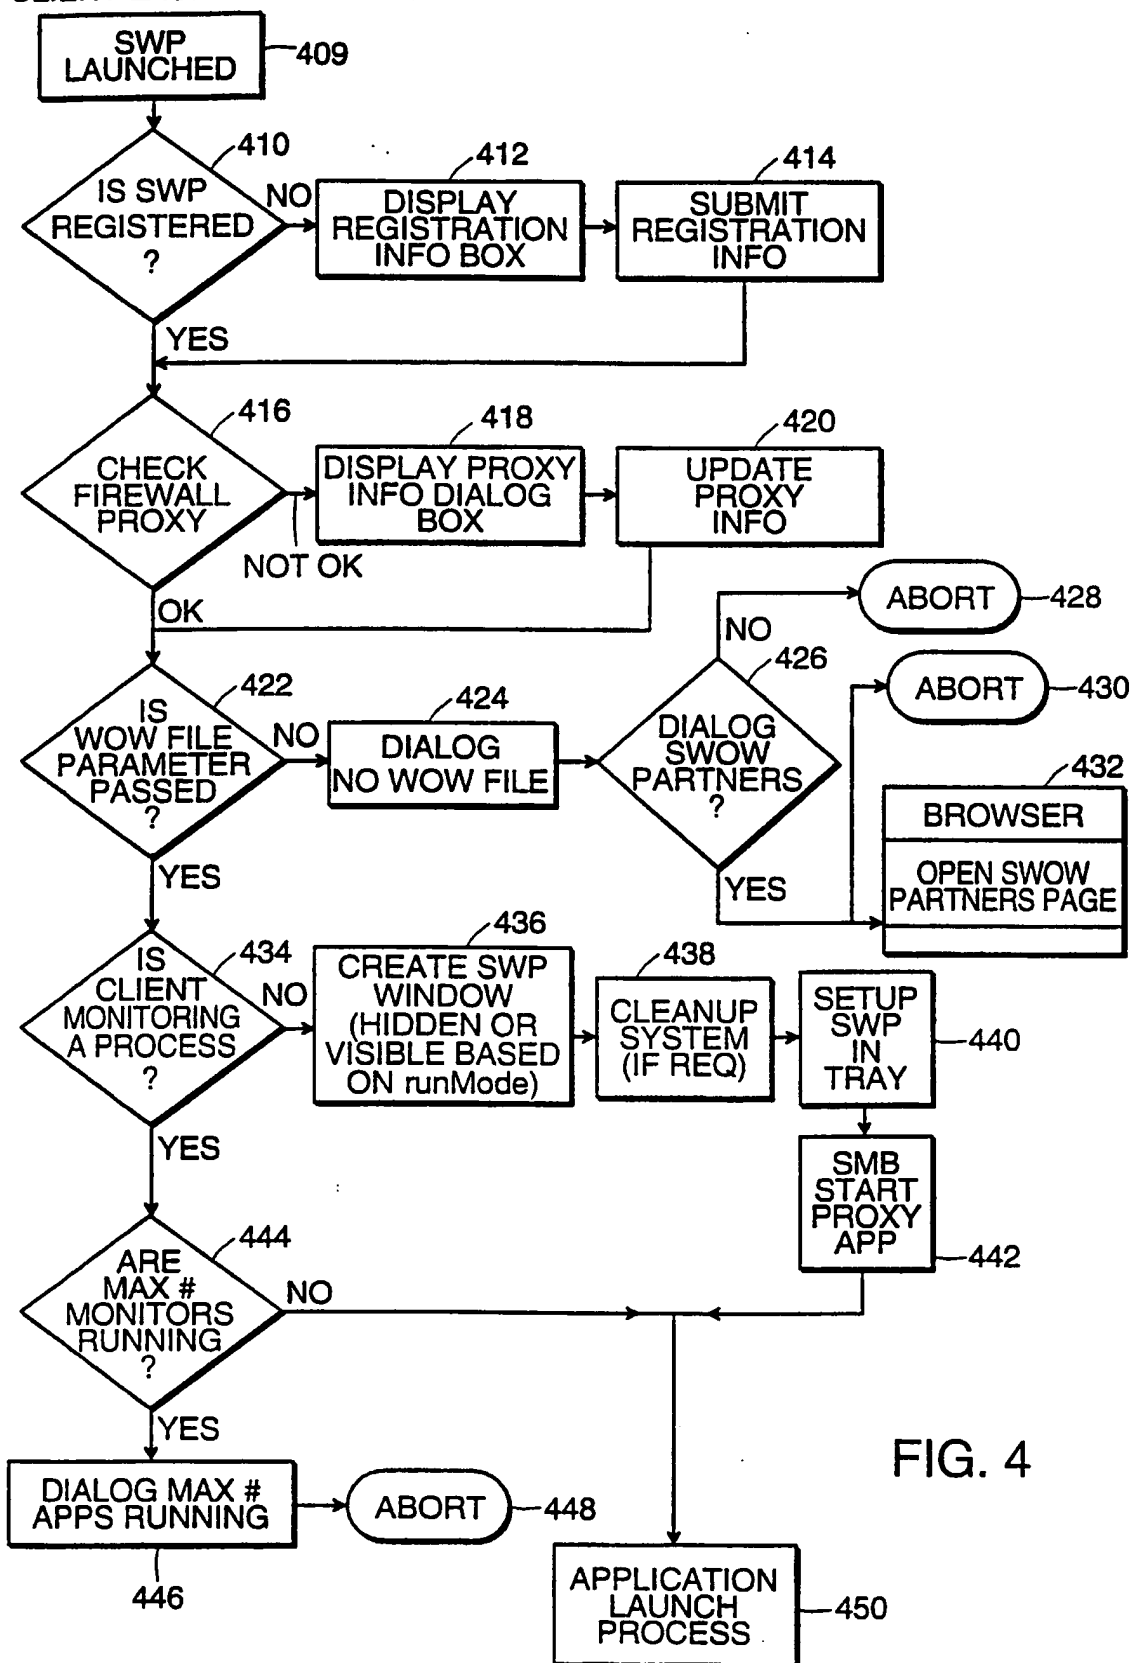 SWP
LAUNCHED
409
410
IS SWP
REGISTERED
?
NO
412
DISPLAY
REGISTRATION
INFO BOX
414
SUBMIT
REGISTRATION
INFO
YES
416
CHECK
FIREWALL
PROXY
NOT OK
418
DISPLAY PROXY
INFO DIALOG
BOX
420
UPDATE
PROXY
INFO
OK
422
IS
WOW FILE
PARAMETER
PASSED
?
NO
424
DIALOG
NO WOW FILE
426
DIALOG
SWOW
PARTNERS
?
NO
ABORT
428
ABORT
430
YES
432
BROWSER
OPEN SWOW
PARTNERS PAGE
YES
434
IS
CLIENT
MONITORING
A PROCESS
?
NO
436
CREATE SWP
WINDOW
(HIDDEN OR
VISIBLE BASED
ON runMode)
438
CLEANUP
SYSTEM
(IF REQ)
SETUP
SWP
IN
TRAY
440
SMB
START
PROXY
APP
442
YES
444
ARE
MAX #
MONITORS
RUNNING
?
NO
YES
DIALOG MAX #
APPS RUNNING
446
ABORT
448
APPLICATION
LAUNCH
PROCESS
450
FIG. 4